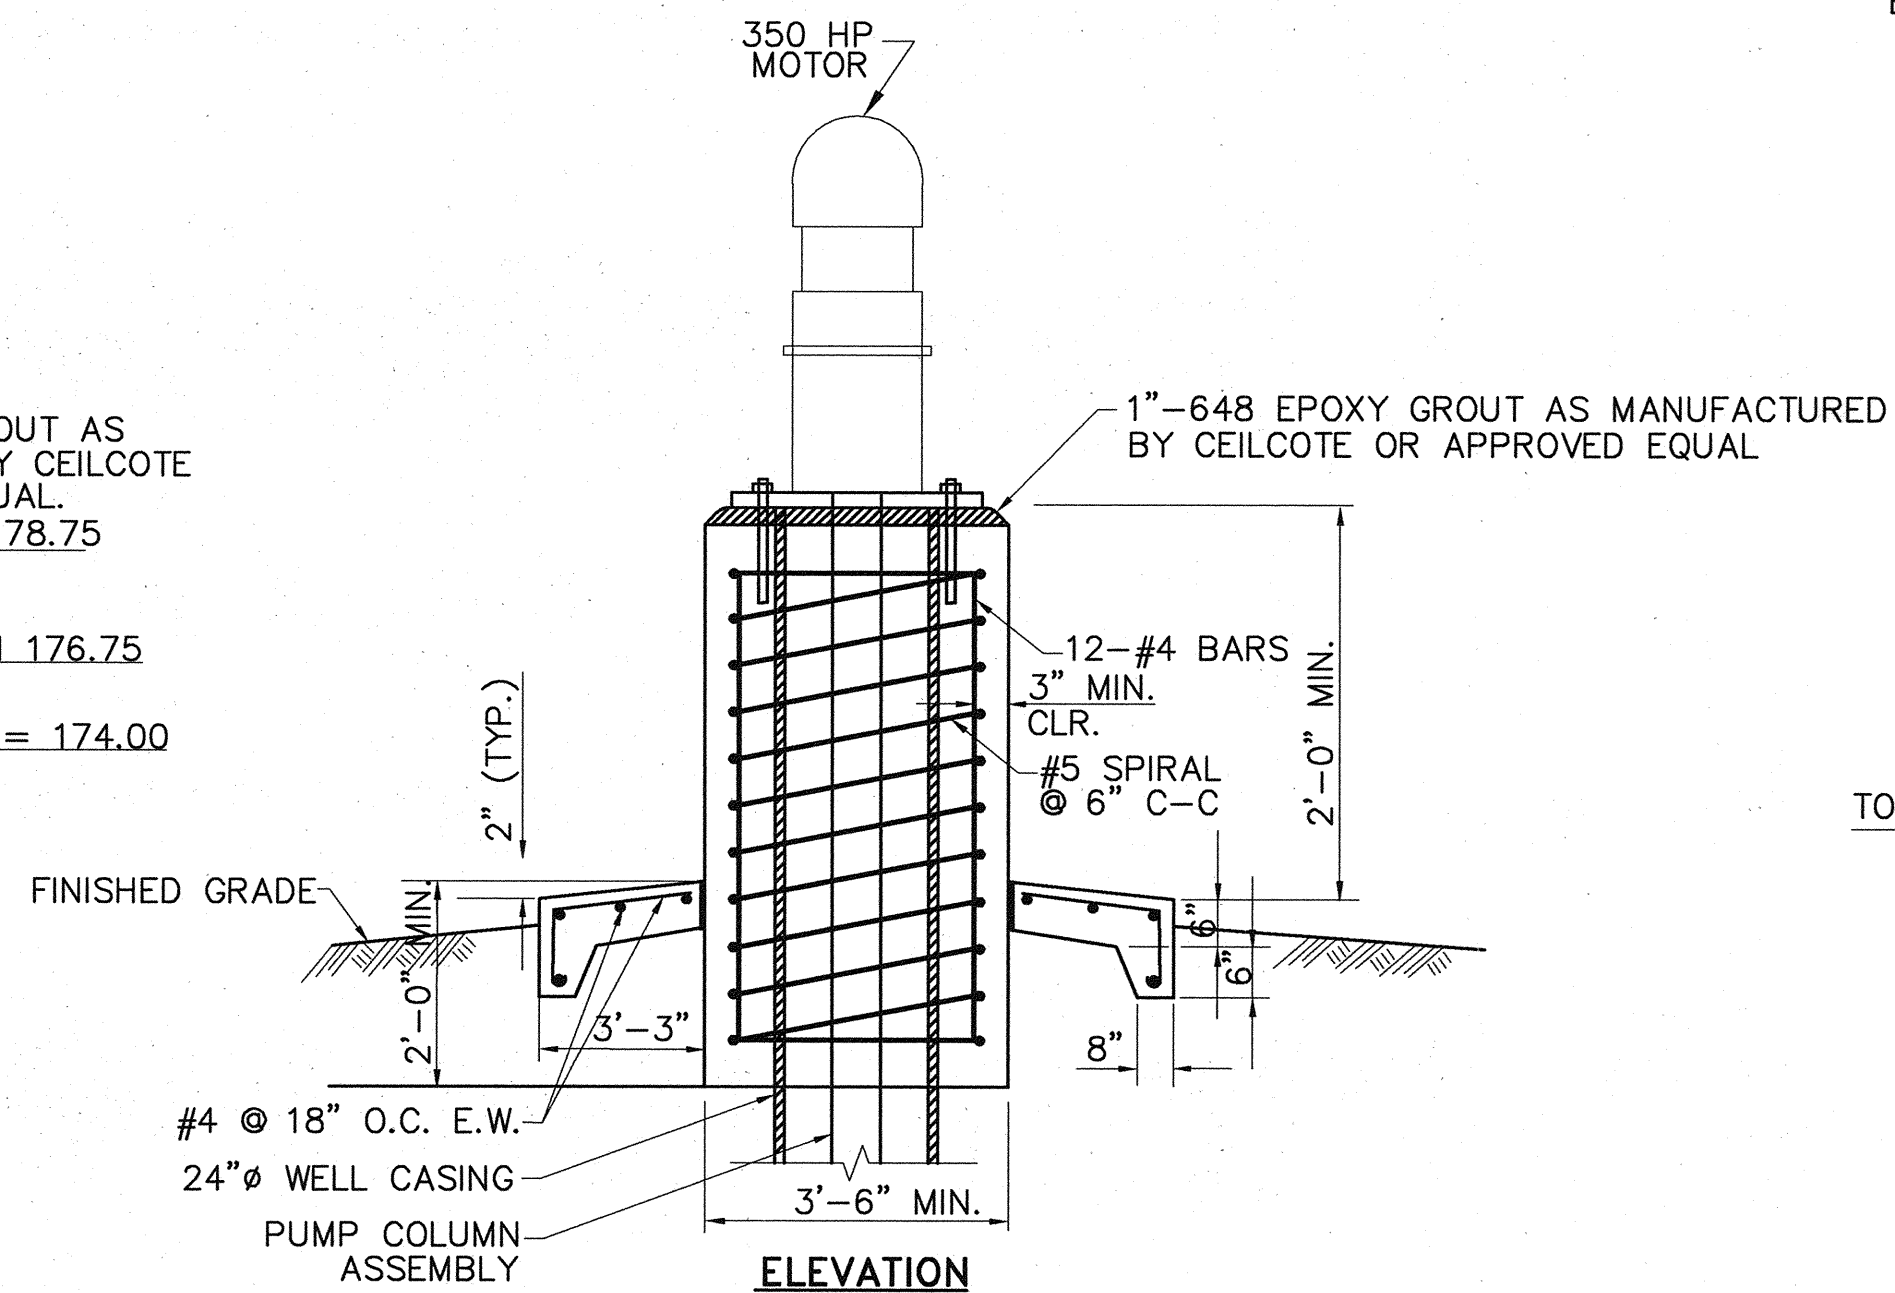 350 HP
MOTOR
OUT AS
Y CEILCOTE
UAL.
78.75
176.75
= 174.00
1”-648 EPOXY GROUT AS MANUFACTURED
BY CEILCOTE OR APPROVED EQUAL
12-#4 BARS
3” MIN.
CLR.
#5 SPIRAL
@ 6” C-C
2’-0” MIN.
2” (TYP.)
TO
FINISHED GRADE
2’-0” MIN.
6”
6”
3’-3”
8”
#4 @ 18” O.C. E.W.
24”ø WELL CASING
3’-6” MIN.
PUMP COLUMN
ASSEMBLY
ELEVATION